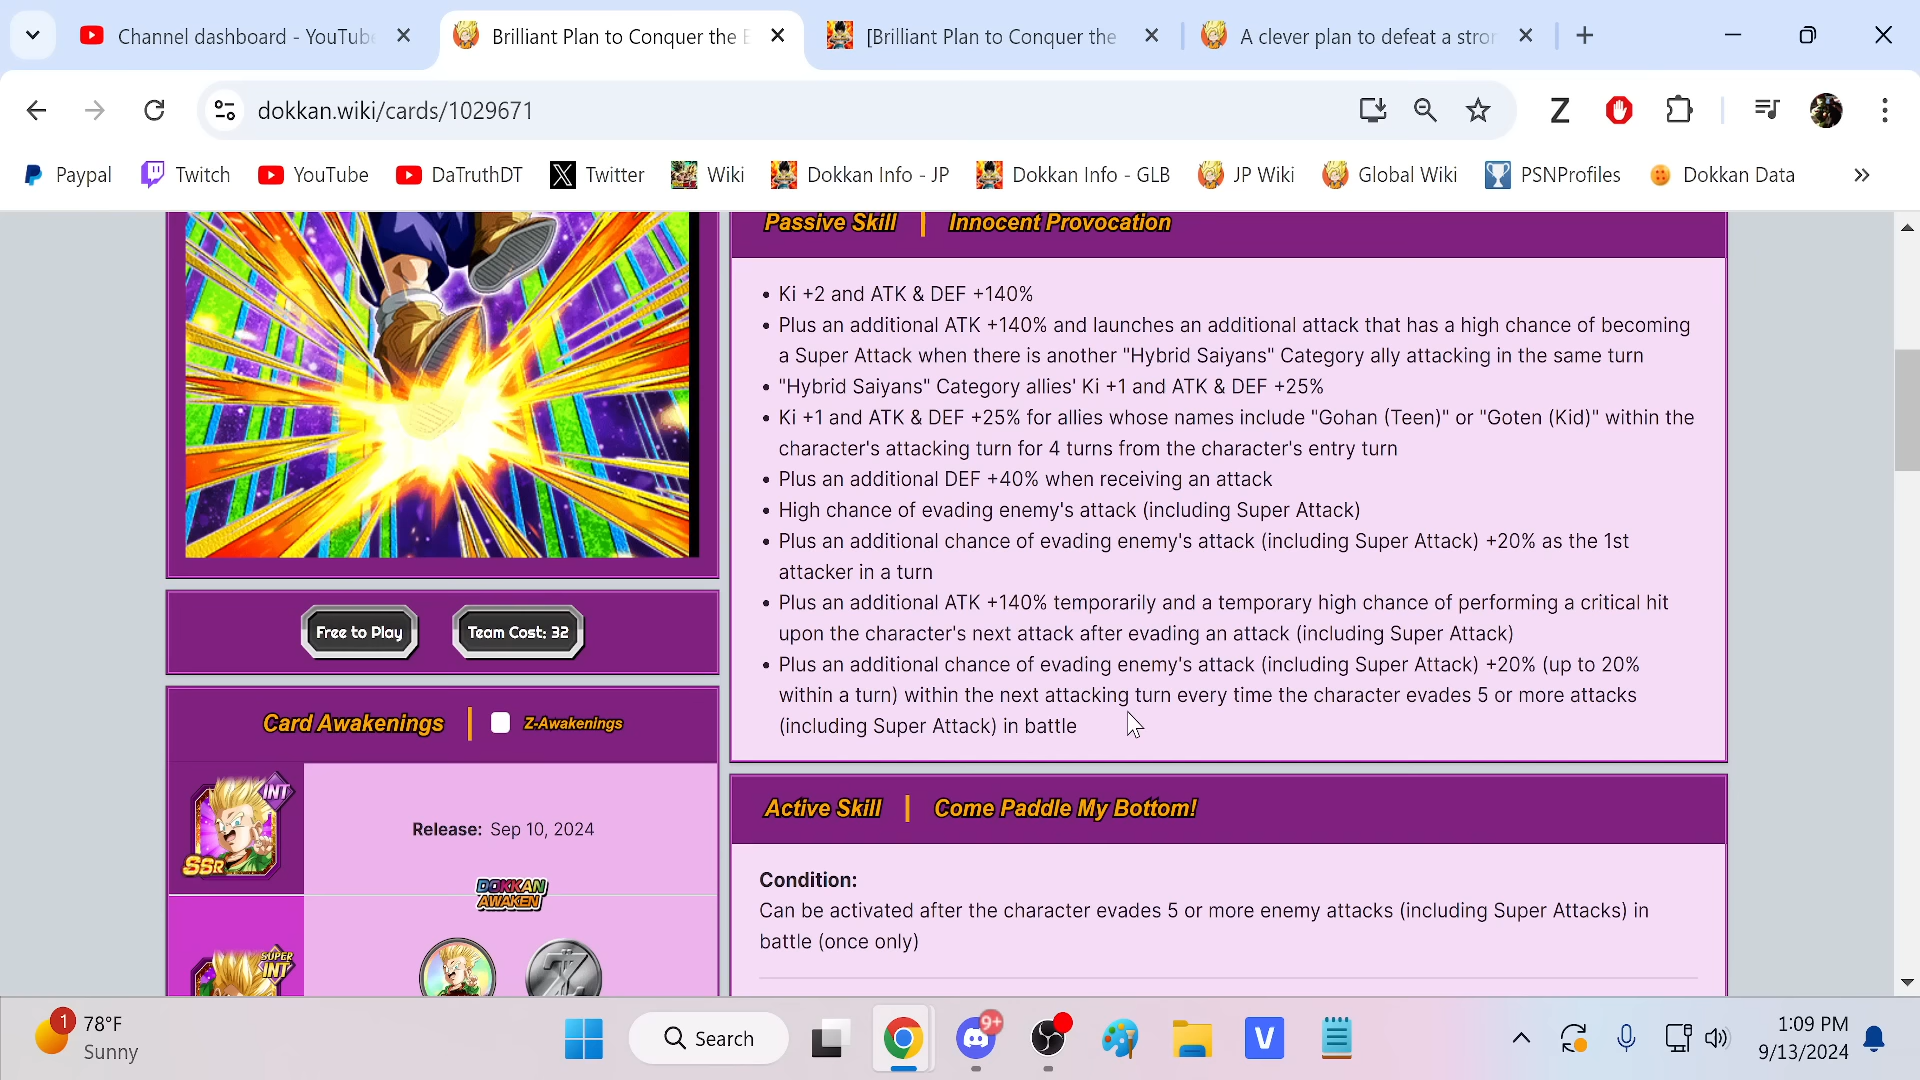 Channel dashboard - YouTube
Brilliant Plan to Conquer the E
[Brilliant Plan to Conquer the
A clever plan to defeat a stron
dokkan.wiki/cards/1029671
Z
Paypal
Twitch
YouTube
DaTruthDT
Twitter
Wiki
Dokkan Info - JP
Dokkan Info - GLB
JP Wiki
Global Wiki
PSNProfiles
Dokkan Data
Passive Skill | Innocent Provocation
• Ki +2 and ATK & DEF +140%
• Plus an additional ATK +140% and launches an additional attack that has a high chance of becoming
a Super Attack when there is another "Hybrid Saiyans" Category ally attacking in the same turn
• "Hybrid Saiyans" Category allies' Ki +1 and ATK & DEF +25%
• Ki +1 and ATK & DEF +25% for allies whose names include "Gohan (Teen)" or "Goten (Kid)" within the
character's attacking turn for 4 turns from the character's entry turn
• Plus an additional DEF +40% when receiving an attack
• High chance of evading enemy's attack (including Super Attack)
• Plus an additional chance of evading enemy's attack (including Super Attack) +20% as the 1st
attacker in a turn
• Plus an additional ATK +140% temporarily and a temporary high chance of performing a critical hit
upon the character's next attack after evading an attack (including Super Attack)
• Plus an additional chance of evading enemy's attack (including Super Attack) +20% (up to 20%
within a turn) within the next attacking turn every time the character evades 5 or more attacks
(including Super Attack) in battle
Free to Play
Team Cost: 32
Card Awakenings | Z-Awakenings
INT
SSR
Release: Sep 10, 2024
DOKKAN
AWAKEN
SUPER
INT
Z
Active Skill | Come Paddle My Bottom!
Condition:
Can be activated after the character evades 5 or more enemy attacks (including Super Attacks) in
battle (once only)
1
78°F
Sunny
Search
9+
V
1:09 PM
9/13/2024